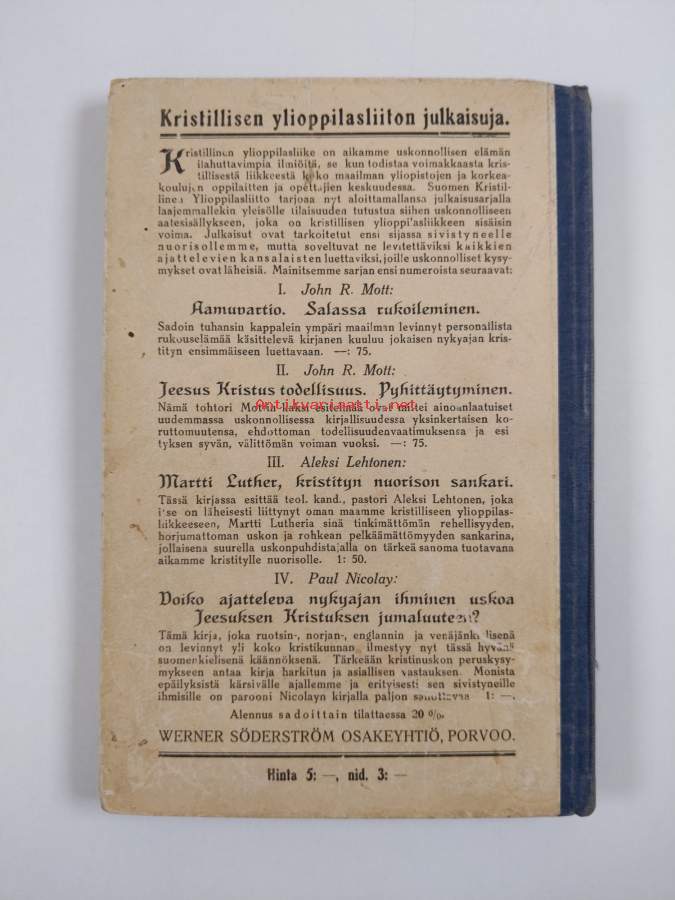 Kristillisen ylioppilasliiton julkaisuja.
Kristillinen ylioppilasliike on aikamme uskonnollisen elämän
ilahuttavimpia ilmiöitä, se kun todistaa voimakkaasta kris-
tillisestä liikkeestä koko maailman yliopistojen ja korkea-
koulujen oppilaitten ja opettajien keskuudessa. Suomen Kristil-
linen Ylioppilasliitto tarjoaa nyt aloittamallansa julkaisusarjalla
laajemmallekin yleisölle tilaisuuden tutustua siihen uskonnolliseen
aatesisällykseen, joka on kristillisen ylioppilasliikkeen sisäisin
voima. Julkaisut ovat tarkoitetut ensi sijassa sivistyneelle
nuorisollemme, mutta soveltuvat ne levitettäviksi kaikkien
ajattelevien kansalaisten luettaviksi, joille uskonnolliset kysy-
mykset ovat läheisiä. Mainitsemme sarjan ensi numeroista seuraavat:
I. John R. Mott:
Aamuvartio. Salassa rukoileminen.
Sadoin tuhansin kappalein ympäri maailman levinnyt personallista
rukouselämää käsittelevä kirjanen kuuluu jokaisen nykyajan kris-
tityn ensimmäiseen luettavaan. —: 75.
II. John R. Mott:
Jeesus Kristus todellisuus. Pyhittäytyminen.
Antikvariaatti.net
Nämä tohtori Mottin kaksi esitelmää ovat miltei ainoanlaatuiset
uudemmassa uskonnollisessa kirjallisuudessa yksinkertaisen ko-
ruttomuutensa, ehdottoman todellisuudenvaatimuksensa ja esi
tyksen syvän, välittömän voiman vuoksi. —: 75.
III. Aleksi Lehtonen:
Martti Luther, kristityn nuorison sankari.
Tässä kirjassa esittää teol. kand., pastori Aleksi Lehtonen, joka
itse on läheisesti liittynyt oman maamme kristilliseen ylioppilas-
liikkeeseen, Martti Lutheria sinä tinkimättömän rehellisyyden,
horjumattoman uskon ja rohkean pelkäämättömyyden sankarina,
jollaisena suurella uskonpuhdistajalla on tärkeä sanoma tuotavana
aikamme kristitylle nuorisolle. 1: 50.
IV. Paul Nicolay:
Voiko ajatteleva nykyajan ihminen uskoa
Jeesuksen Kristuksen jumaluuteen?
Tämä kirja, joka ruotsin-, norjan-, englannin ja venäjänkielisenä
on levinnyt yli koko kristikunnan, ilmestyy nyt tässä hyvänä
suomenkielisenä käännöksenä. Tärkeään kristinuskon peruskysy-
mykseen antaa kirja harkitun ja asiallisen vastauksen. Monista
epäilyksistä kärsivälle ajallemme ja erityisesti sen sivistyneille
ihmisille on parooni Nicolayn kirjalla paljon sanottavaa 1: —.
Alennus sadoittain tilattaessa 20 %.
WERNER SÖDERSTRÖM OSAKEYHTIÖ, PORVOO.
Hinta 5: —, nid. 3: —